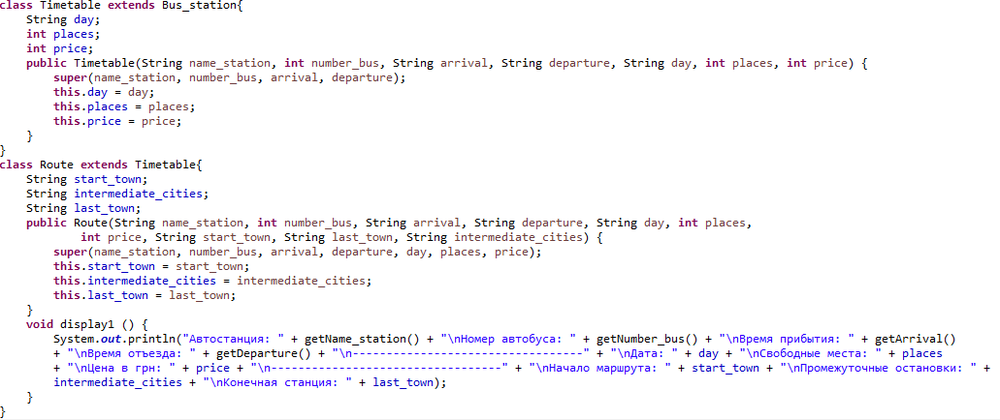 class Timetable extends Bus_station{
    String day;
    int places;
    int price;
    public Timetable(String name_station, int number_bus, String arrival, String departure, String day, int places, int price) {
        super(name_station, number_bus, arrival, departure);
        this.day = day;
        this.places = places;
        this.price = price;
    }
}
class Route extends Timetable{
    String start_town;
    String intermediate_cities;
    String last_town;
    public Route(String name_station, int number_bus, String arrival, String departure, String day, int places,
            int price, String start_town, String last_town, String intermediate_cities) {
        super(name_station, number_bus, arrival, departure, day, places, price);
        this.start_town = start_town;
        this.intermediate_cities = intermediate_cities;
        this.last_town = last_town;
    }
    void display1 () {
        System.out.println("Автостанция: " + getName_station() + "\nНомер автобуса: " + getNumber_bus() + "\nВремя прибытия: " + getArrival()
        + "\nВремя отъезда: " + getDeparture() + "\n----------------------------------" + "\nДата: " + day + "\nСвободные места: " + places
        + "\nЦена в грн: " + price + "\n----------------------------------" + "\nНачало маршрута: " + start_town + "\nПромежуточные остановки: " +
        intermediate_cities + "\nКонечная станция: " + last_town);
    }
}